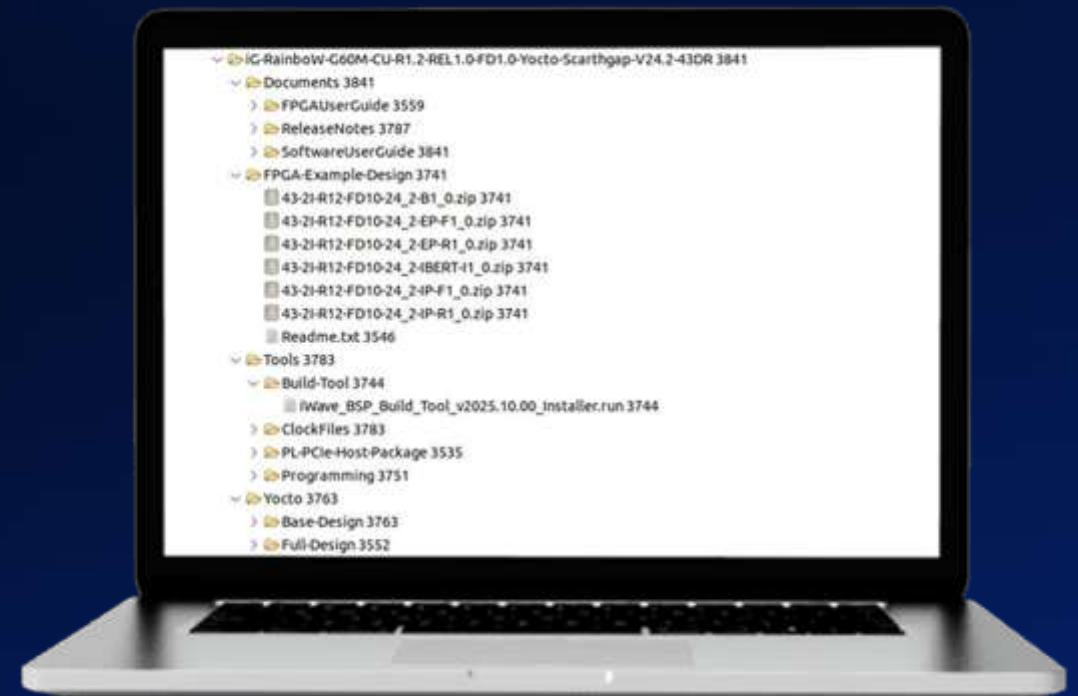 iG-RainboW-G60M-CU-R1.2-REL1.0-FD1.0-Yocto-Scarthgap-V24.2-43DR 3841
Documents 3841
FPGAUserGuide 3559
ReleaseNotes 3787
SoftwareUserGuide 3841
FPGA-Example-Design 3741
43-2I-R12-FD10-24_2-B1_0.zip 3741
43-2I-R12-FD10-24_2-EP-F1_0.zip 3741
43-2I-R12-FD10-24_2-EP-R1_0.zip 3741
43-2I-R12-FD10-24_2-IBERT-I1_0.zip 3741
43-2I-R12-FD10-24_2-IP-F1_0.zip 3741
43-2I-R12-FD10-24_2-IP-R1_0.zip 3741
Readme.txt 3546
Tools 3783
Build-Tool 3744
iWave_BSP_Build_Tool_v2025.10.00_Installer.run 3744
ClockFiles 3783
PL-PCIe-Host-Package 3535
Programming 3751
Yocto 3763
Base-Design 3763
Full-Design 3552